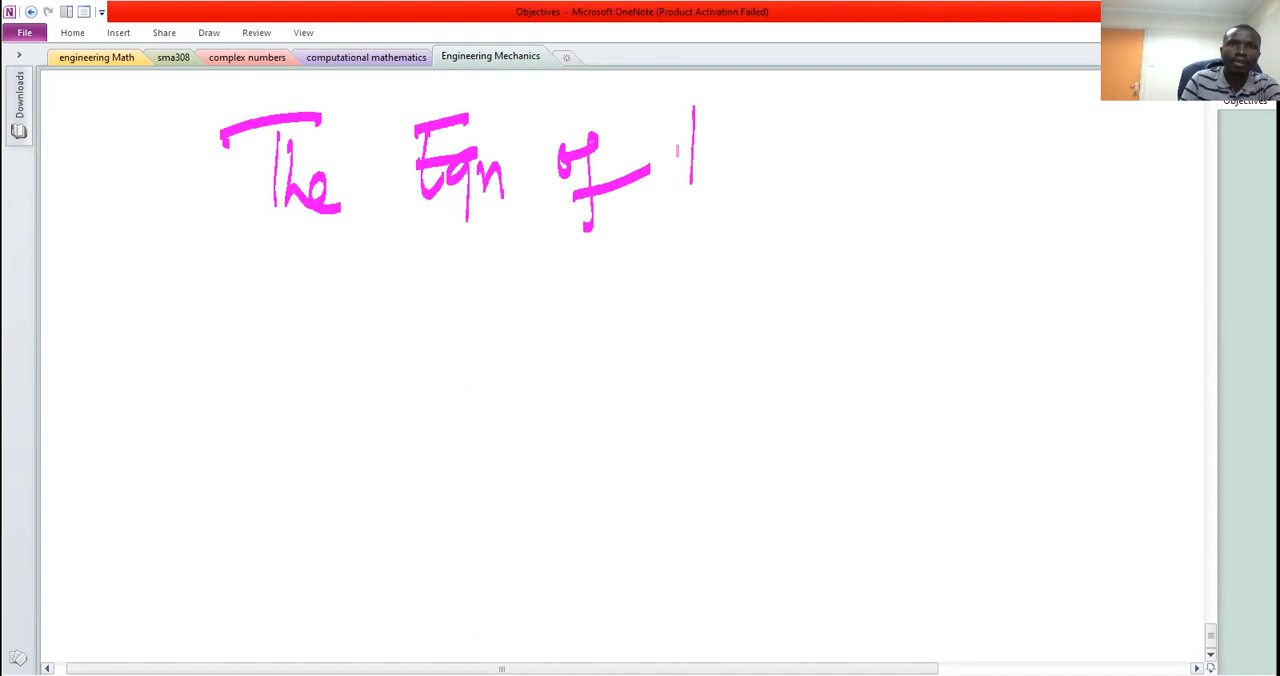 Objectives - Microsoft OneNote (Product Activation Failed)
File Home Insert Share Draw Review View
engineering Math sma308 complex numbers computational mathematics Engineering Mechanics
Objectives
Downloads
The Eqn of